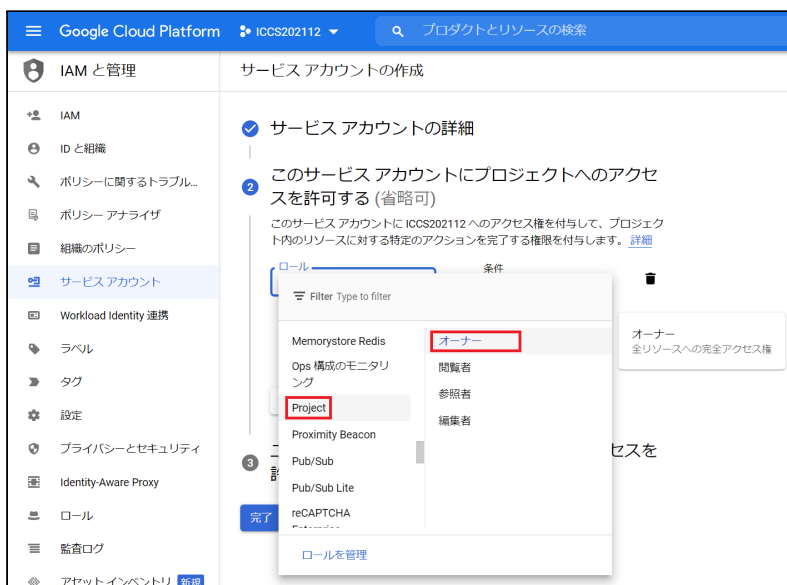 Google Cloud Platform
ICCS202112
プロダクトとリソースの検索
IAM と管理
サービス アカウントの作成
IAM
ID と組織
ポリシーに関するトラブル...
ポリシー アナライザ
組織のポリシー
サービス アカウント
Workload Identity 連携
ラベル
タグ
設定
プライバシーとセキュリティ
Identity-Aware Proxy
ロール
監査ログ
アセット インベントリ 新規
サービス アカウントの詳細
2
このサービス アカウントにプロジェクトへのアクセ
スを許可する (省略可)
このサービス アカウントに ICCS202112 へのアクセス権を付与して、プロジェク
ト内のリソースに対する特定のアクションを完了する権限を付与します。 詳細
ロール
条件
Filter Type to filter
Memorystore Redis
Ops 構成のモニタリ
ング
Project
Proximity Beacon
Pub/Sub
Pub/Sub Lite
reCAPTCHA
オーナー
閲覧者
参照者
編集者
ロールを管理
オーナー
全リソースへの完全アクセス権
3
セスを
完了